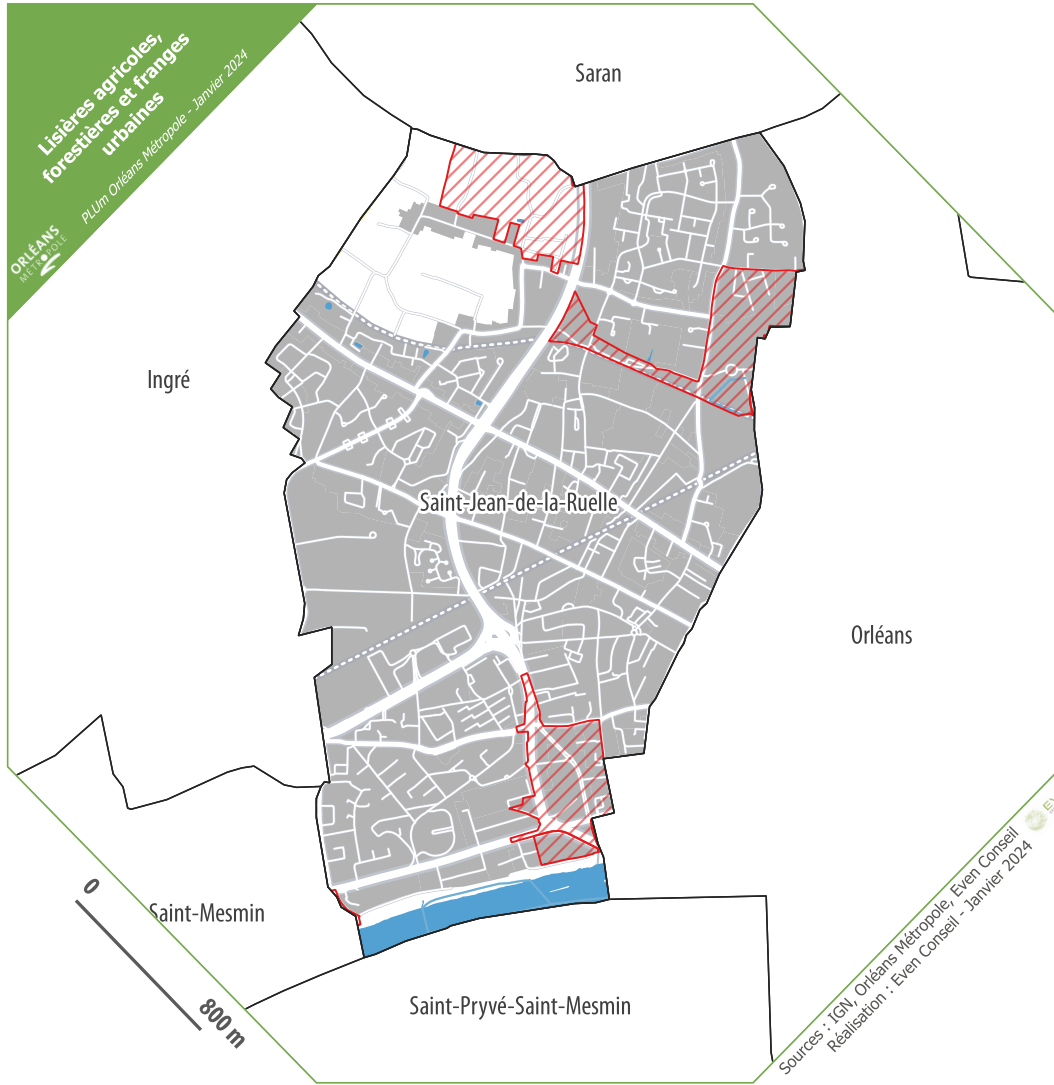 Lisières agricoles,
forestières et franges
urbaines
PLUm Orléans Métropole - Janvier 2024
ORLÉANS
MÉTROPOLE
Saran
Ingré
Saint-Jean-de-la-Ruelle
Orléans
Saint-Mesmin
Saint-Pryvé-Saint-Mesmin
0
800 m
Sources : IGN, Orléans Métropole, Even Conseil
Réalisation : Even Conseil - Janvier 2024